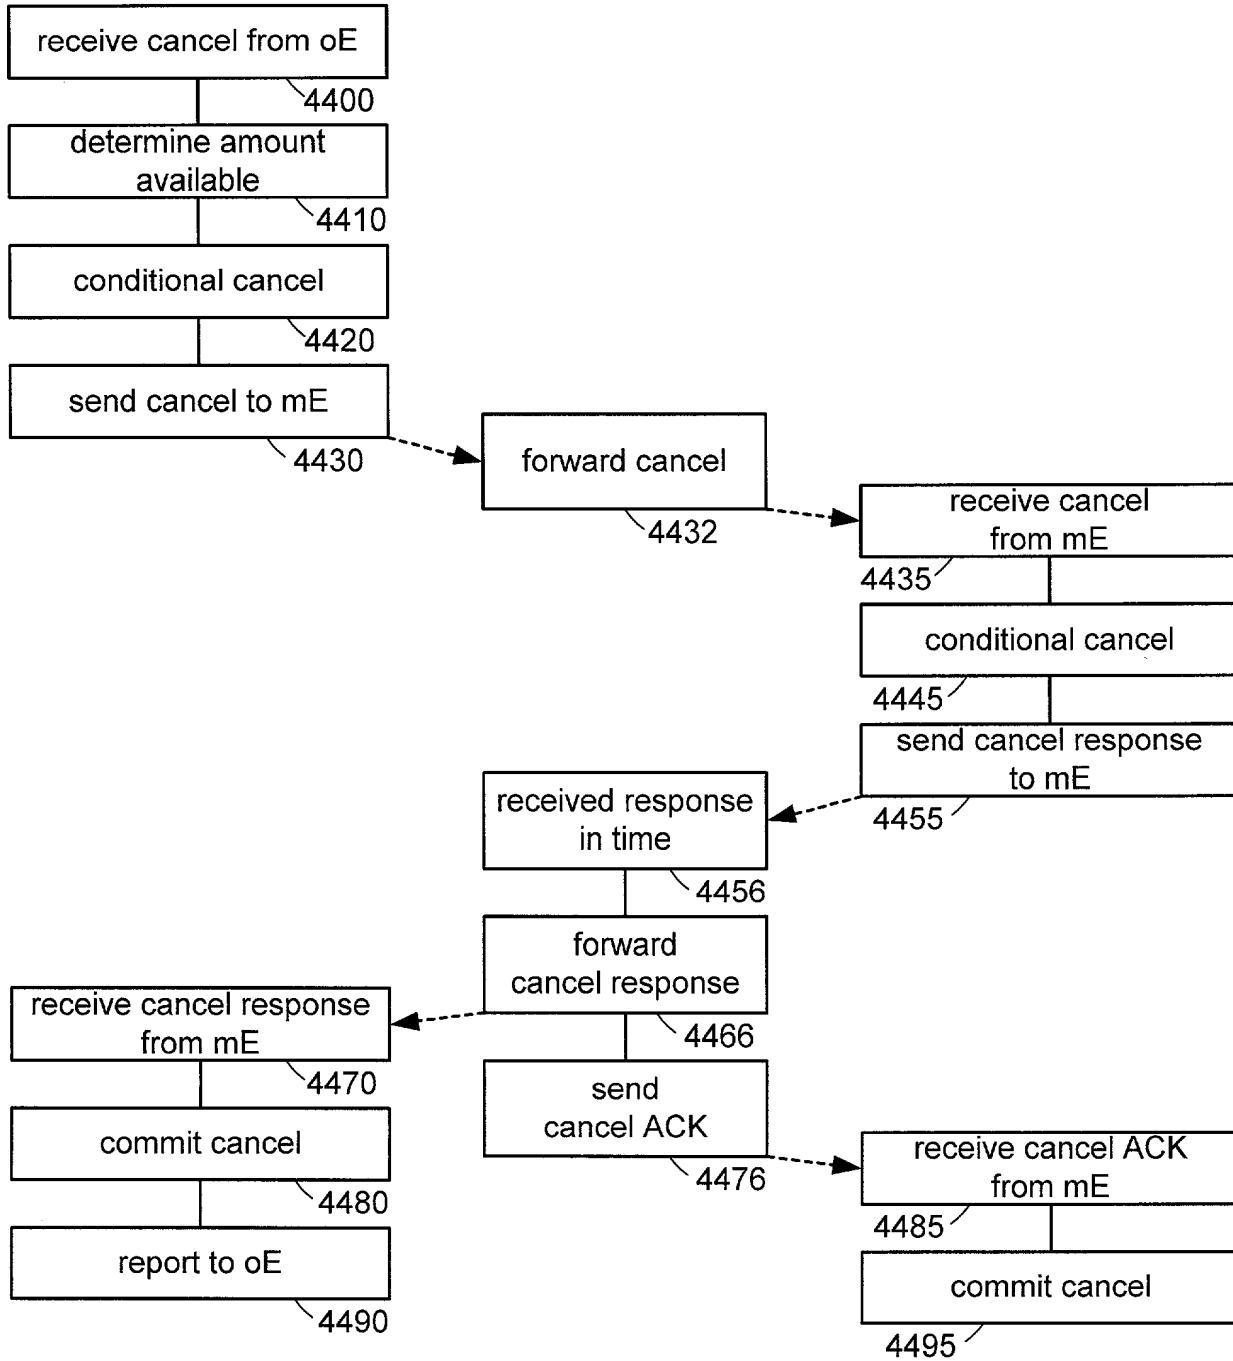 receive cancel from oE
4400
determine amount
available
4410
conditional cancel
4420
send cancel to mE
4430
forward cancel
4432
receive cancel
from mE
4435
conditional cancel
4445
send cancel response
to mE
4455
received response
in time
4456
forward
cancel response
4466
receive cancel response
from mE
4470
send
cancel ACK
4476
commit cancel
4480
receive cancel ACK
from mE
4485
report to oE
4490
commit cancel
4495